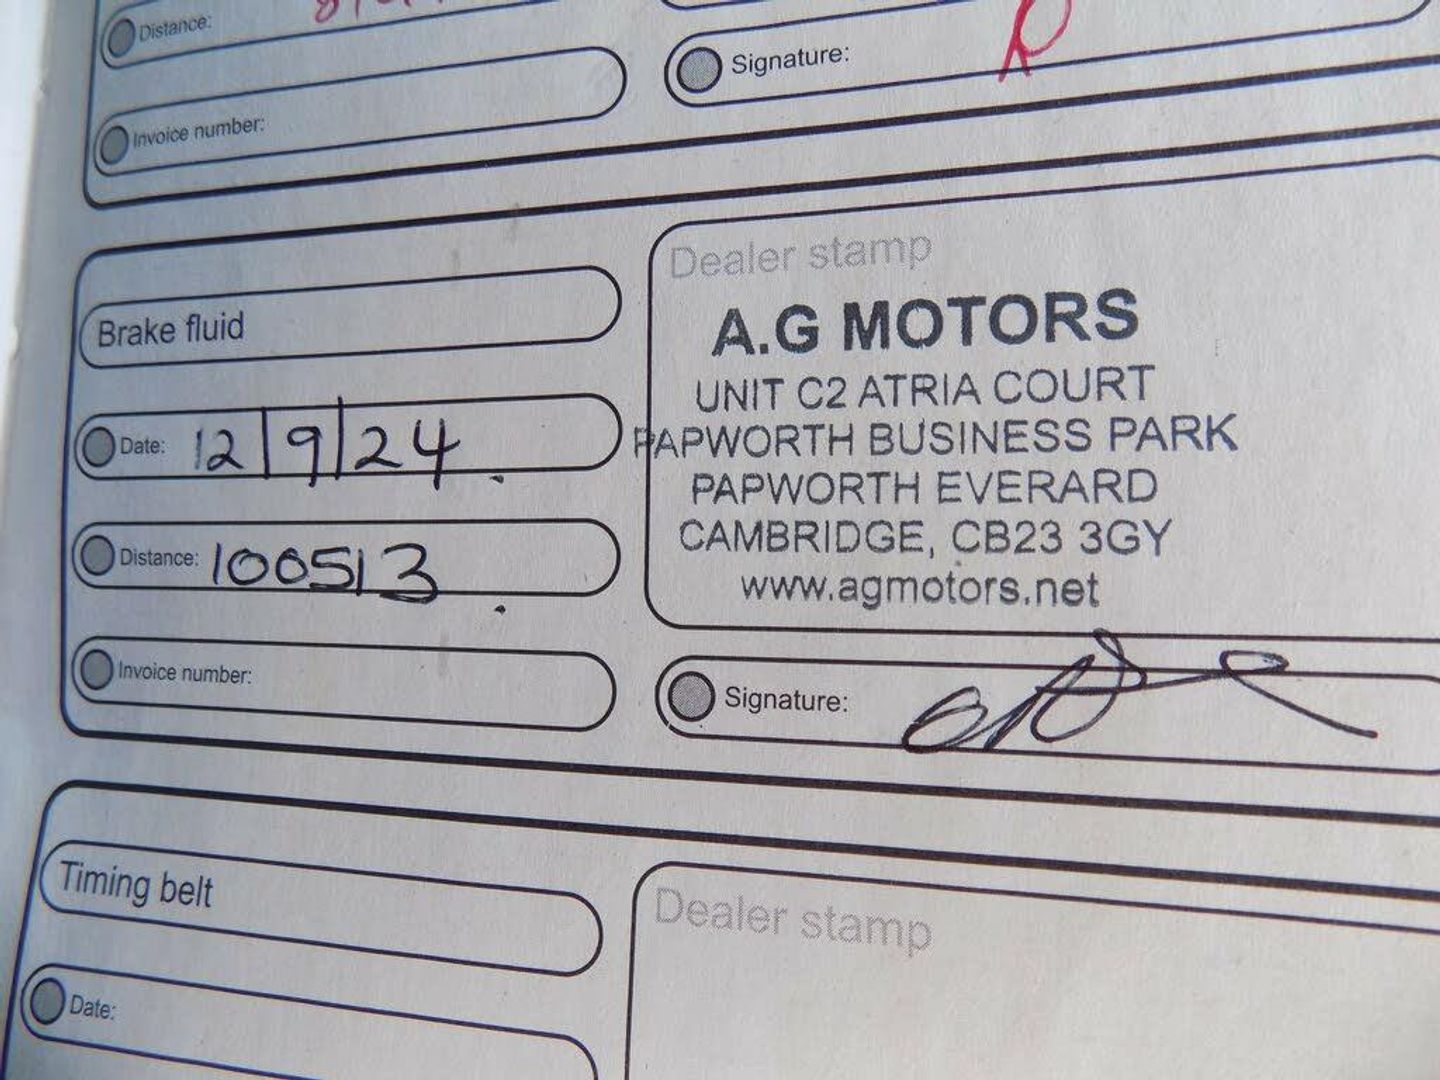 Distance:
Signature:
Invoice number:
Dealer stamp
A.G MOTORS
UNIT C2 ATRIA COURT
PAPWORTH BUSINESS PARK
PAPWORTH EVERARD
CAMBRIDGE, CB23 3GY
www.agmotors.net
Brake fluid
Date: 12/9/24
Distance: 100513
Invoice number:
Signature:
Timing belt
Dealer stamp
Date: